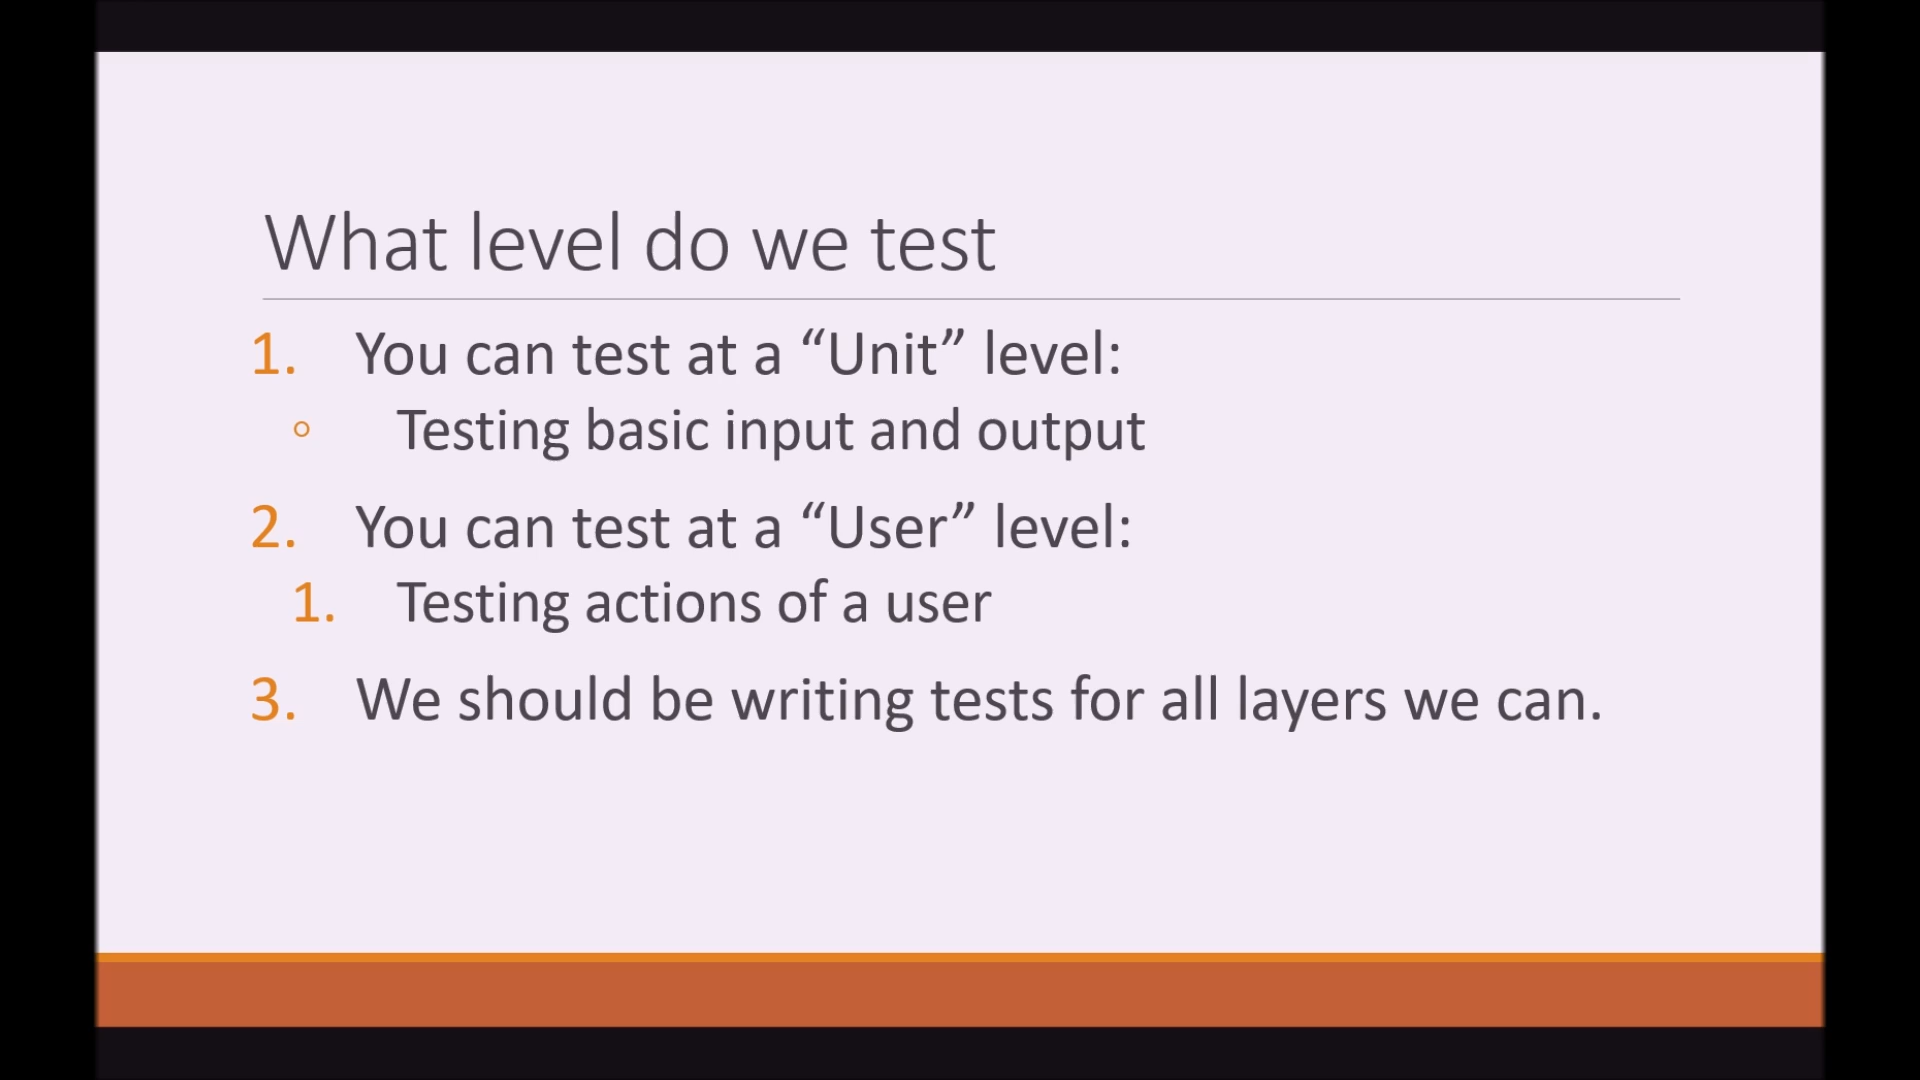 What level do we test
1. You can test at a “Unit” level:
◦ Testing basic input and output
2. You can test at a “User” level:
1. Testing actions of a user
3. We should be writing tests for all layers we can.